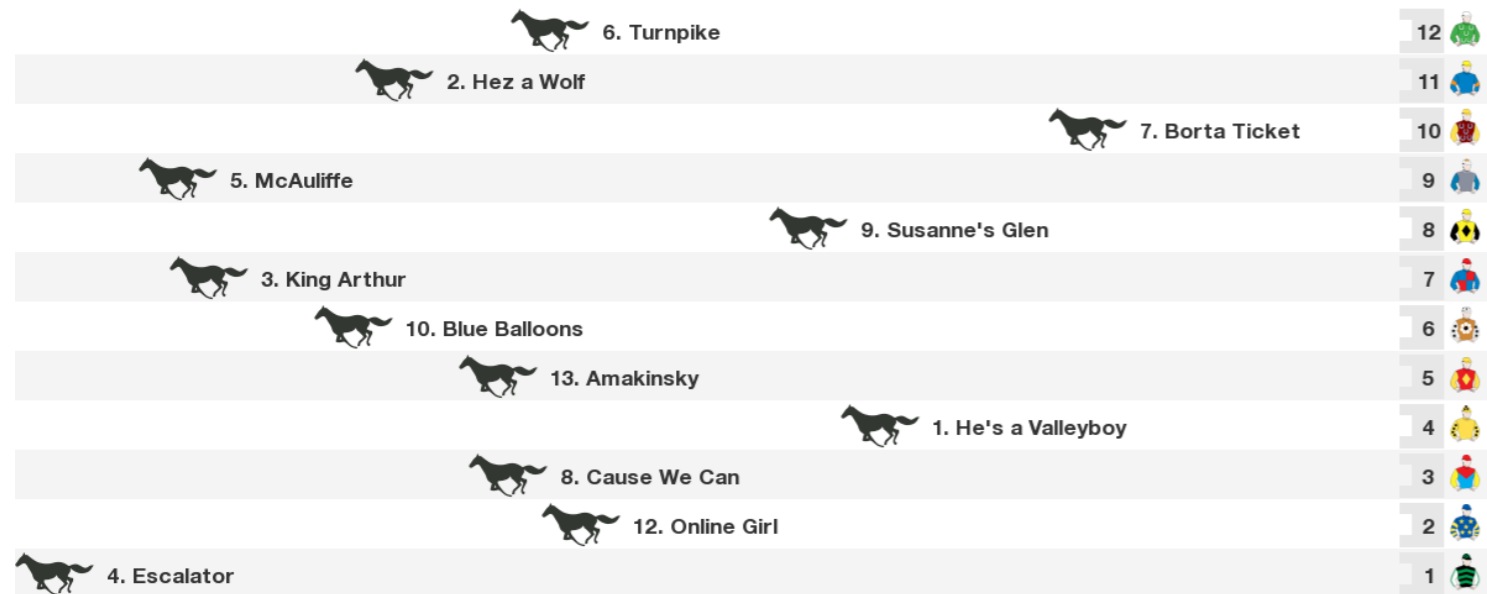 6. Turnpike 12
2. Hez a Wolf 11
7. Borta Ticket 10
5. McAuliffe 9
9. Susanne's Glen 8
3. King Arthur 7
10. Blue Balloons 6
13. Amakinsky 5
1. He's a Valleyboy 4
8. Cause We Can 3
12. Online Girl 2
4. Escalator 1